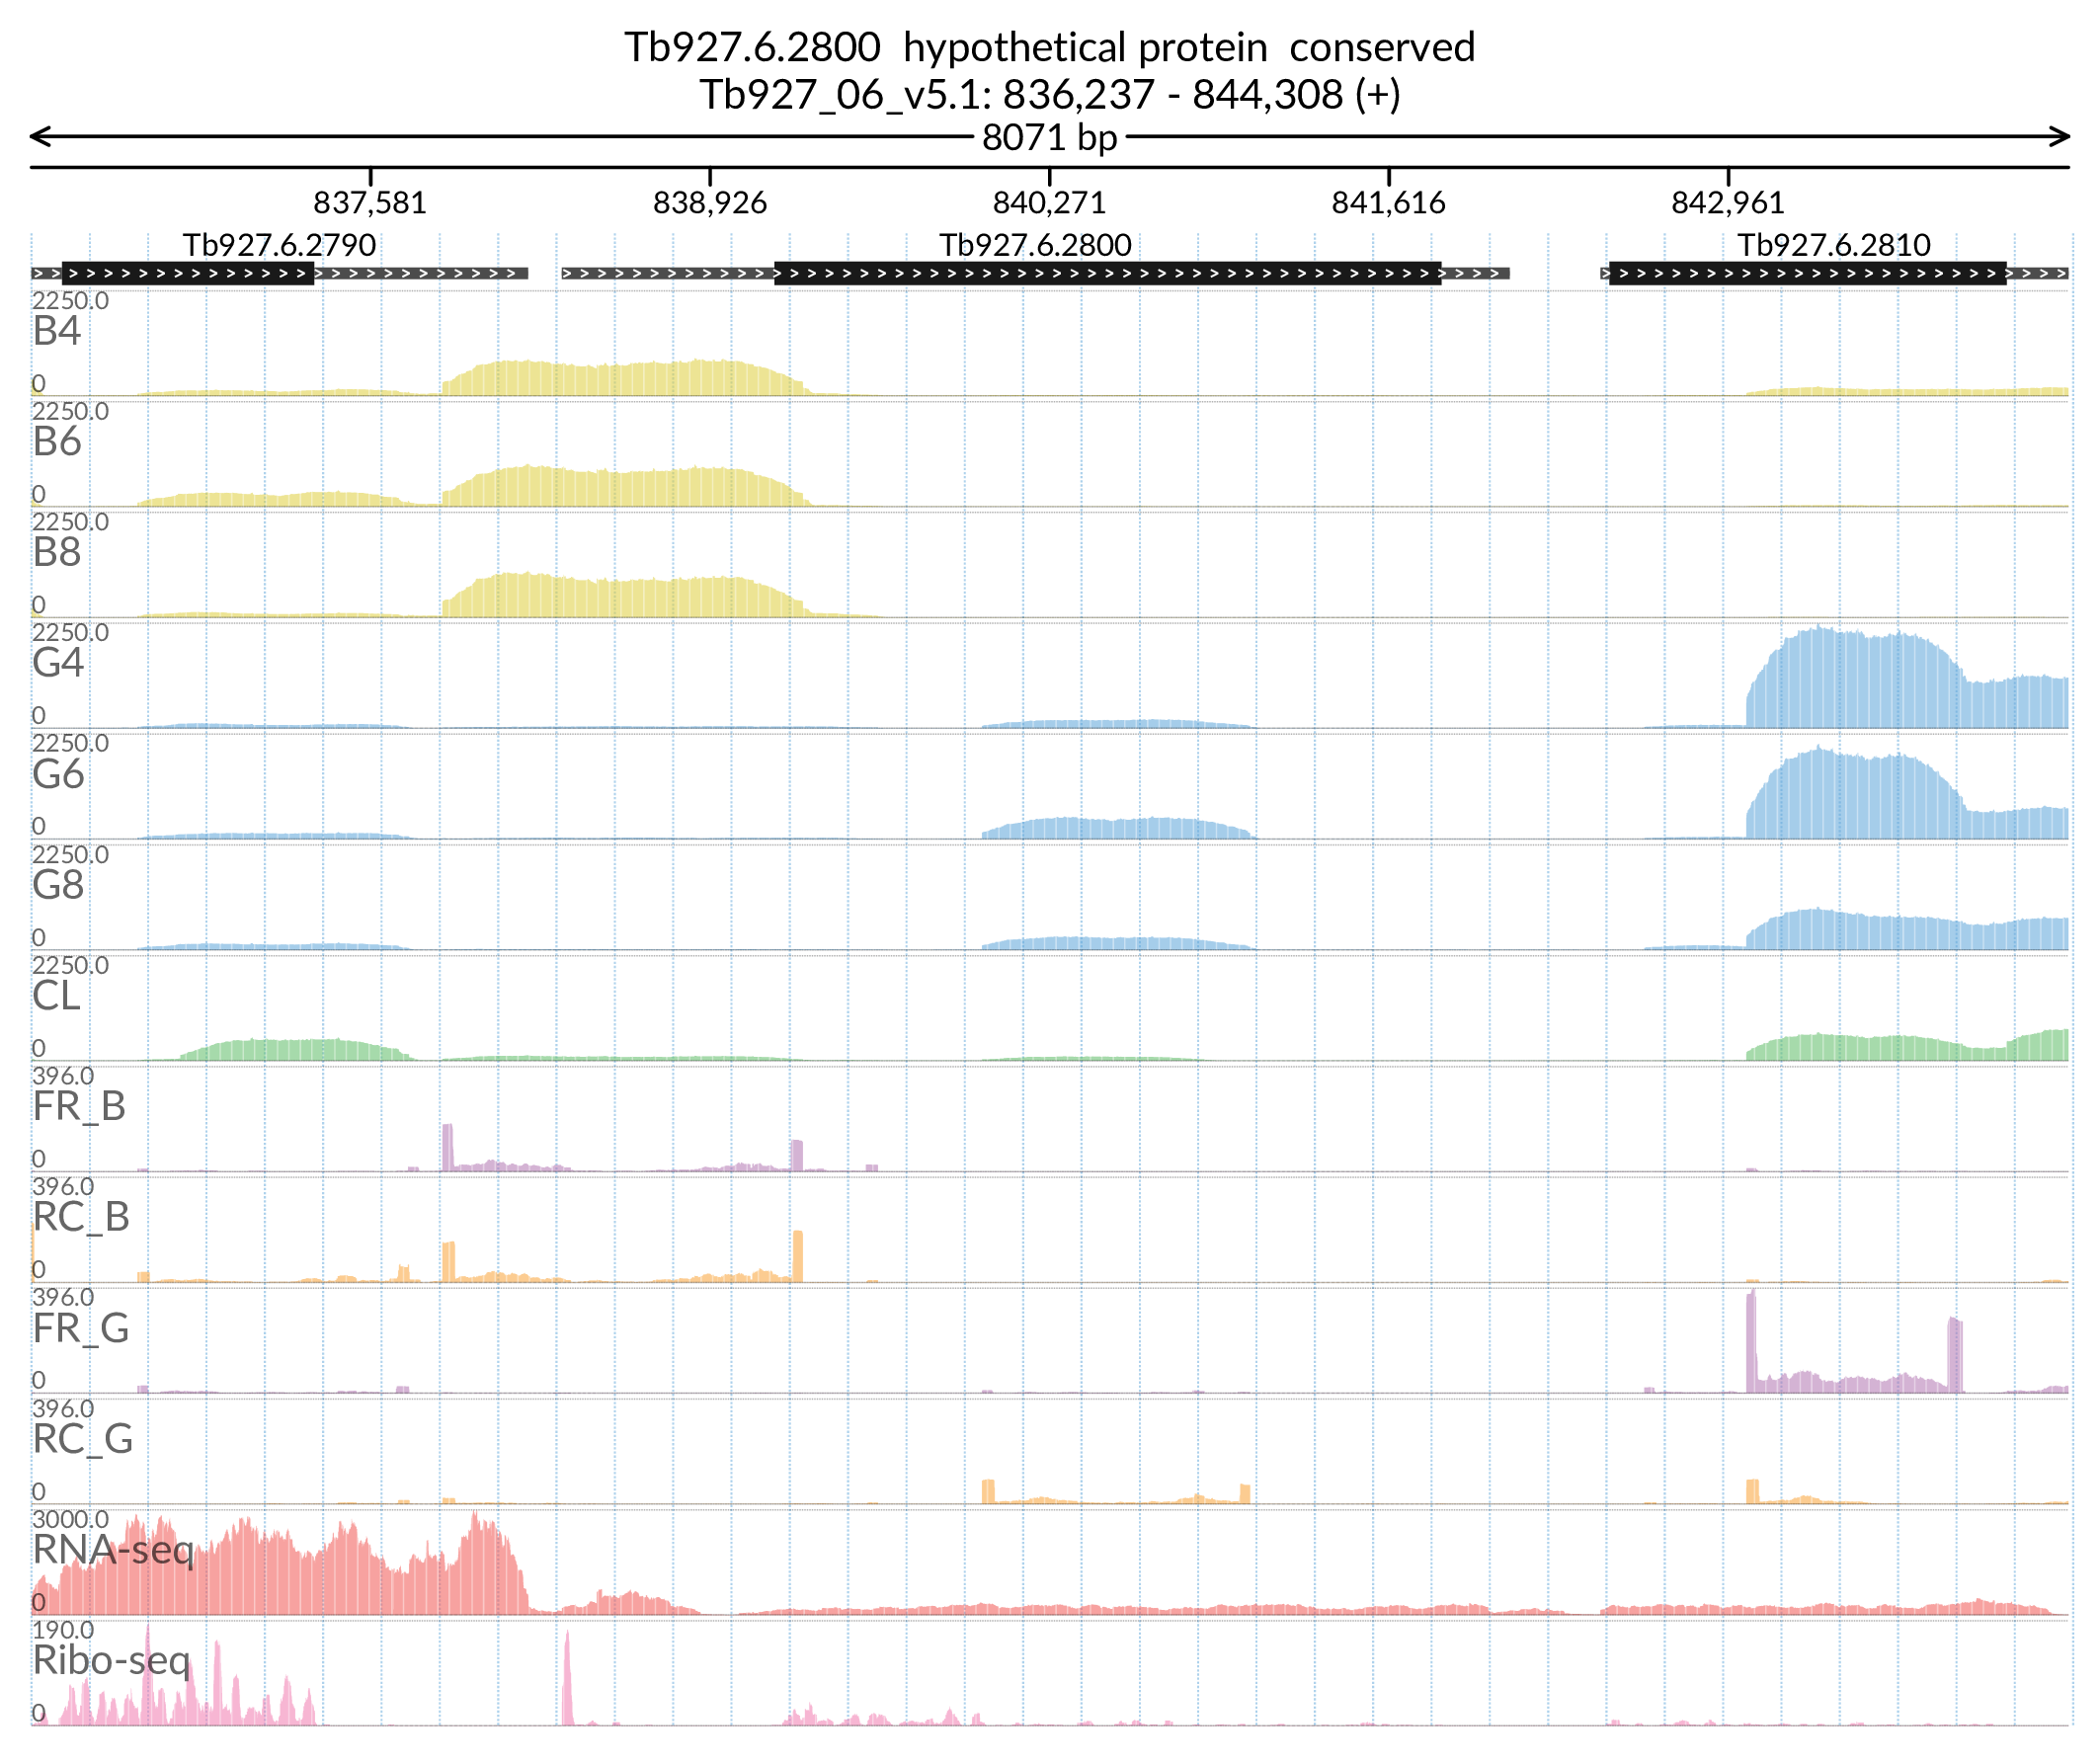 Tb927.6.2800 hypothetical protein conserved
Tb927_06_v5.1: 836,237 - 844,308 (+)
8071 bp
837,581 838,926 840,271 841,616 842,961
Tb927.6.2790 Tb927.6.2800 Tb927.6.2810
2250.0
B4
0
2250.0
B6
0
2250.0
B8
0
2250.0
G4
0
2250.0
G6
0
2250.0
G8
0
2250.0
CL
0
396.0
FR_B
0
396.0
RC_B
0
396.0
FR_G
0
396.0
RC_G
0
3000.0
RNA-seq
0
190.0
Ribo-seq
0